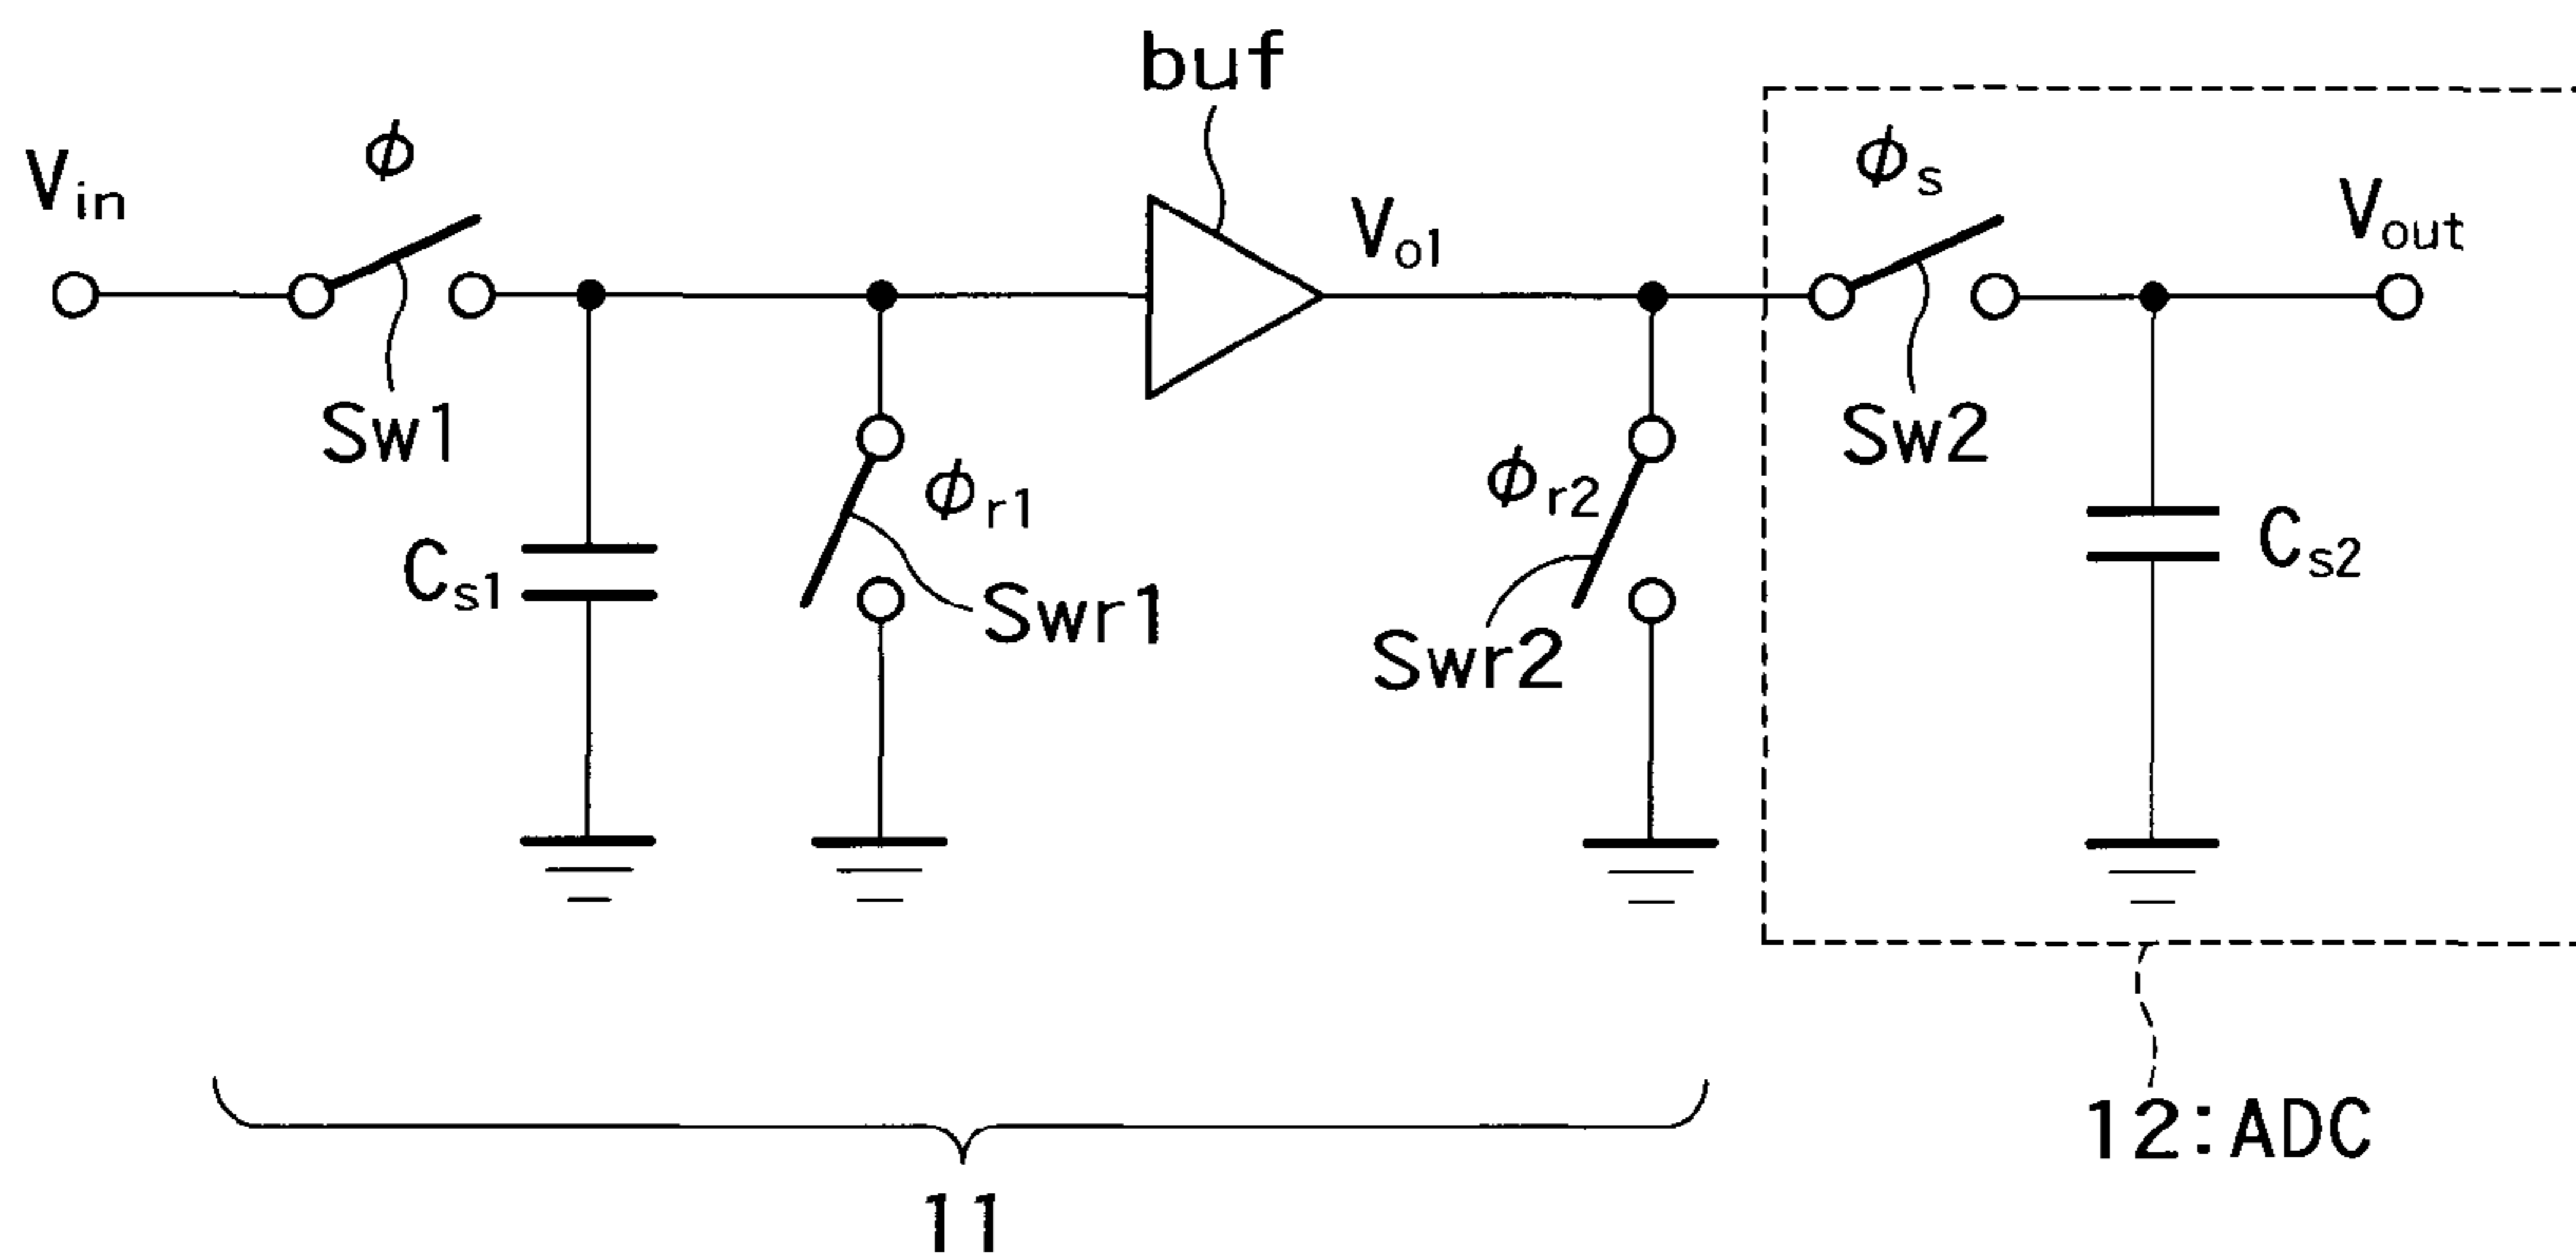 buf
V_in
ϕ
V_o1
ϕ_s
V_out
Sw1
Sw2
C_s1
ϕ_r1
Swr1
ϕ_r2
Swr2
C_s2
11
12:ADC